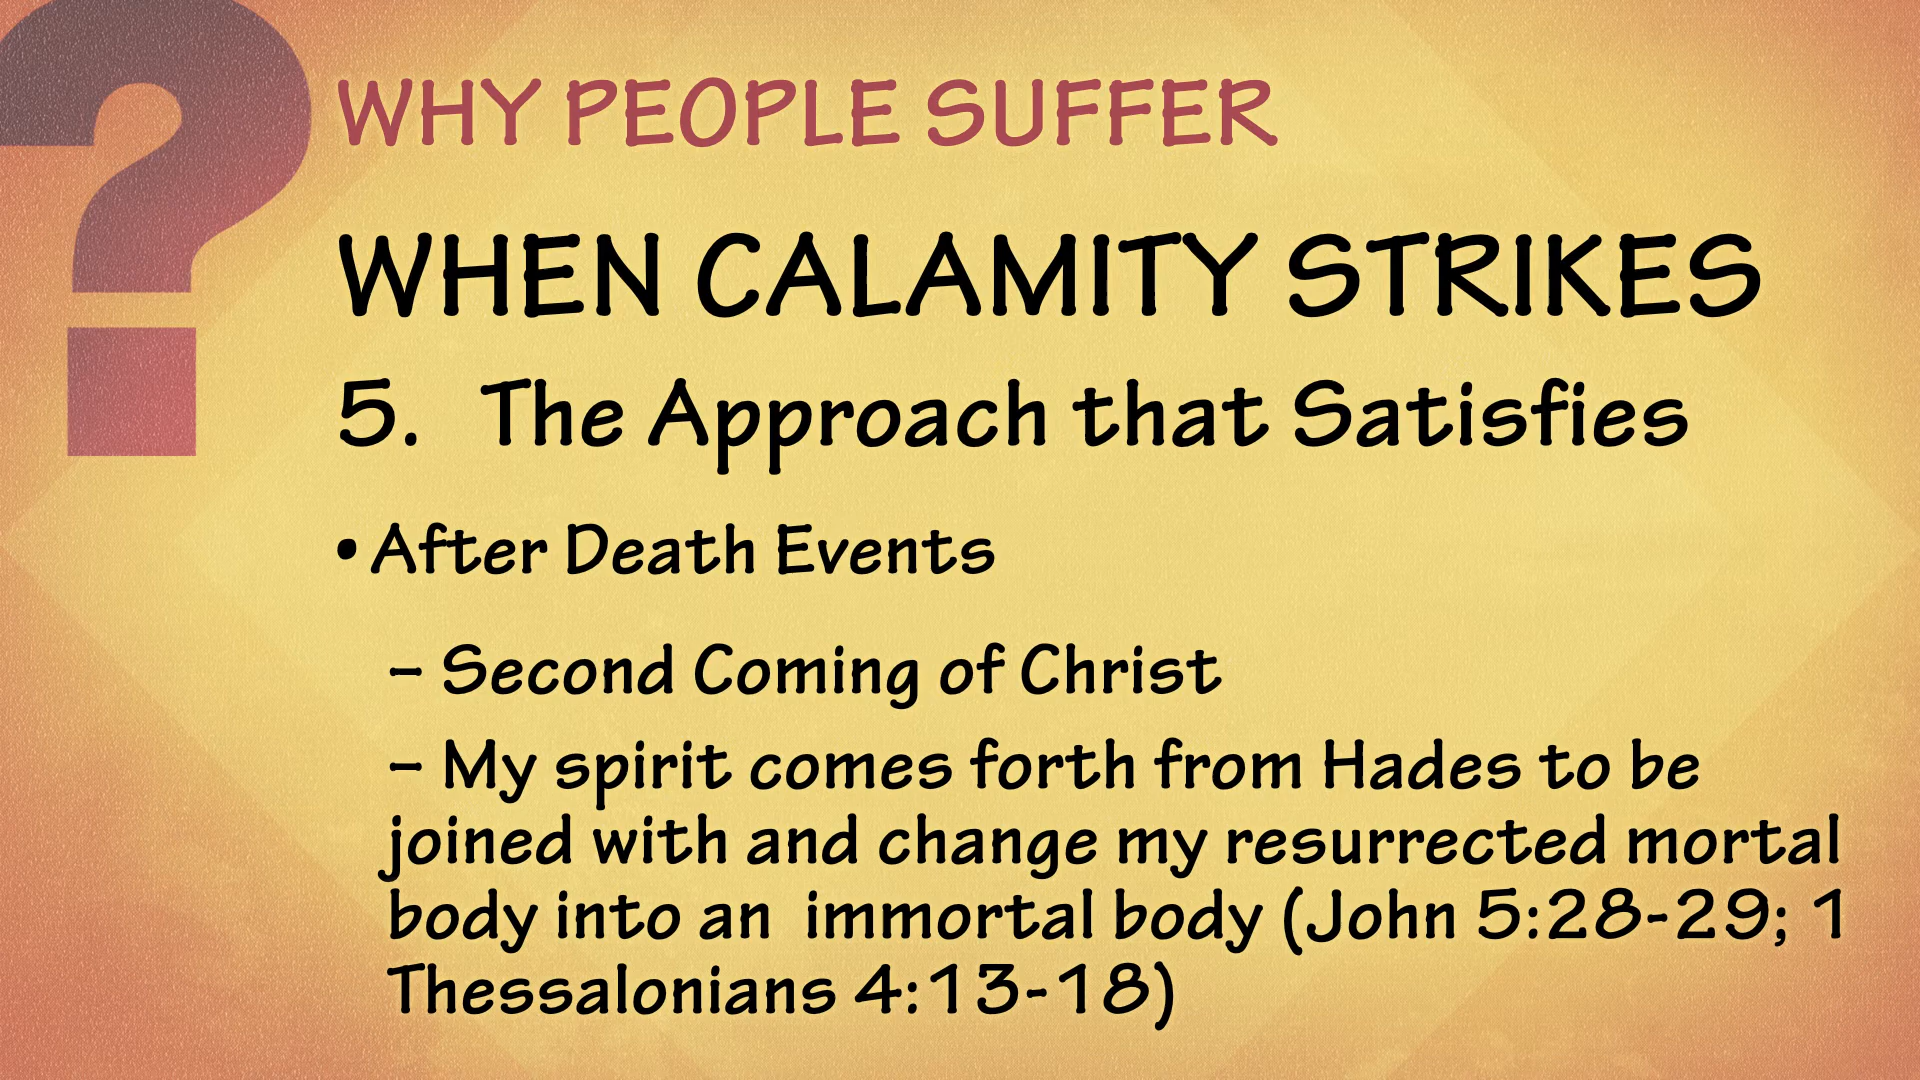 ?
WHY PEOPLE SUFFER
WHEN CALAMITY STRIKES
5. The Approach that Satisfies
• After Death Events
– Second Coming of Christ
– My spirit comes forth from Hades to be
joined with and change my resurrected mortal
body into an  immortal body (John 5:28-29; 1
Thessalonians 4:13-18)